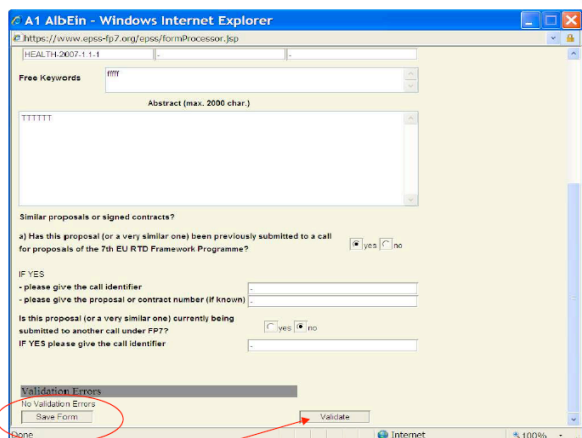 A1 AlbEin - Windows Internet Explorer
https://www.epss-fp7.org/epss/formProcessor.jsp
HEALTH-2007-1.1-1 - -
Free Keywords ffffff
Abstract (max. 2000 char.)
TTTTTT
Similar proposals or signed contracts?
a) Has this proposal (or a very similar one) been previously submitted to a call
for proposals of the 7th EU RTD Framework Programme? yes no
IF YES
- please give the call identifier -
- please give the proposal or contract number (if known) -
Is this proposal (or a very similar one) currently being
submitted to another call under FP7? yes no
IF YES please give the call identifier -
Validation Errors
No Validation Errors
Save Form Validate
Done Internet 100%